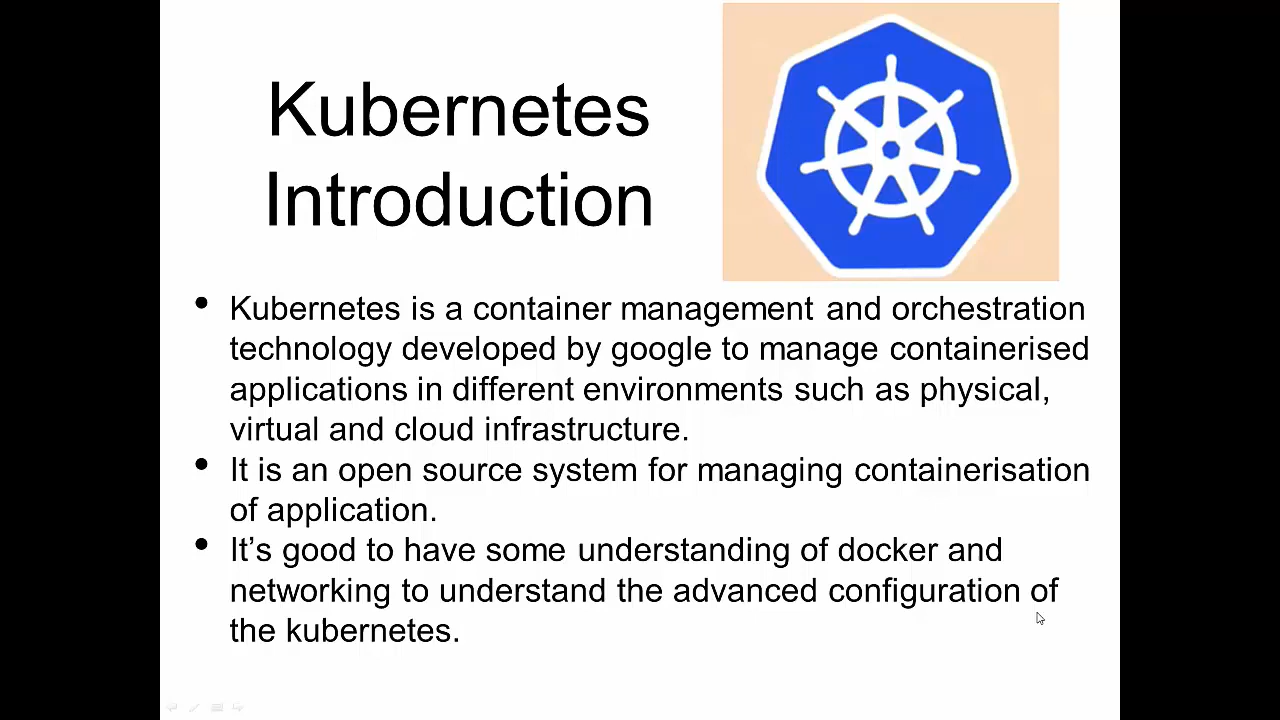 Kubernetes
Introduction
• Kubernetes is a container management and orchestration
technology developed by google to manage containerised
applications in different environments such as physical,
virtual and cloud infrastructure.
• It is an open source system for managing containerisation
of application.
• It’s good to have some understanding of docker and
networking to understand the advanced configuration of
the kubernetes.